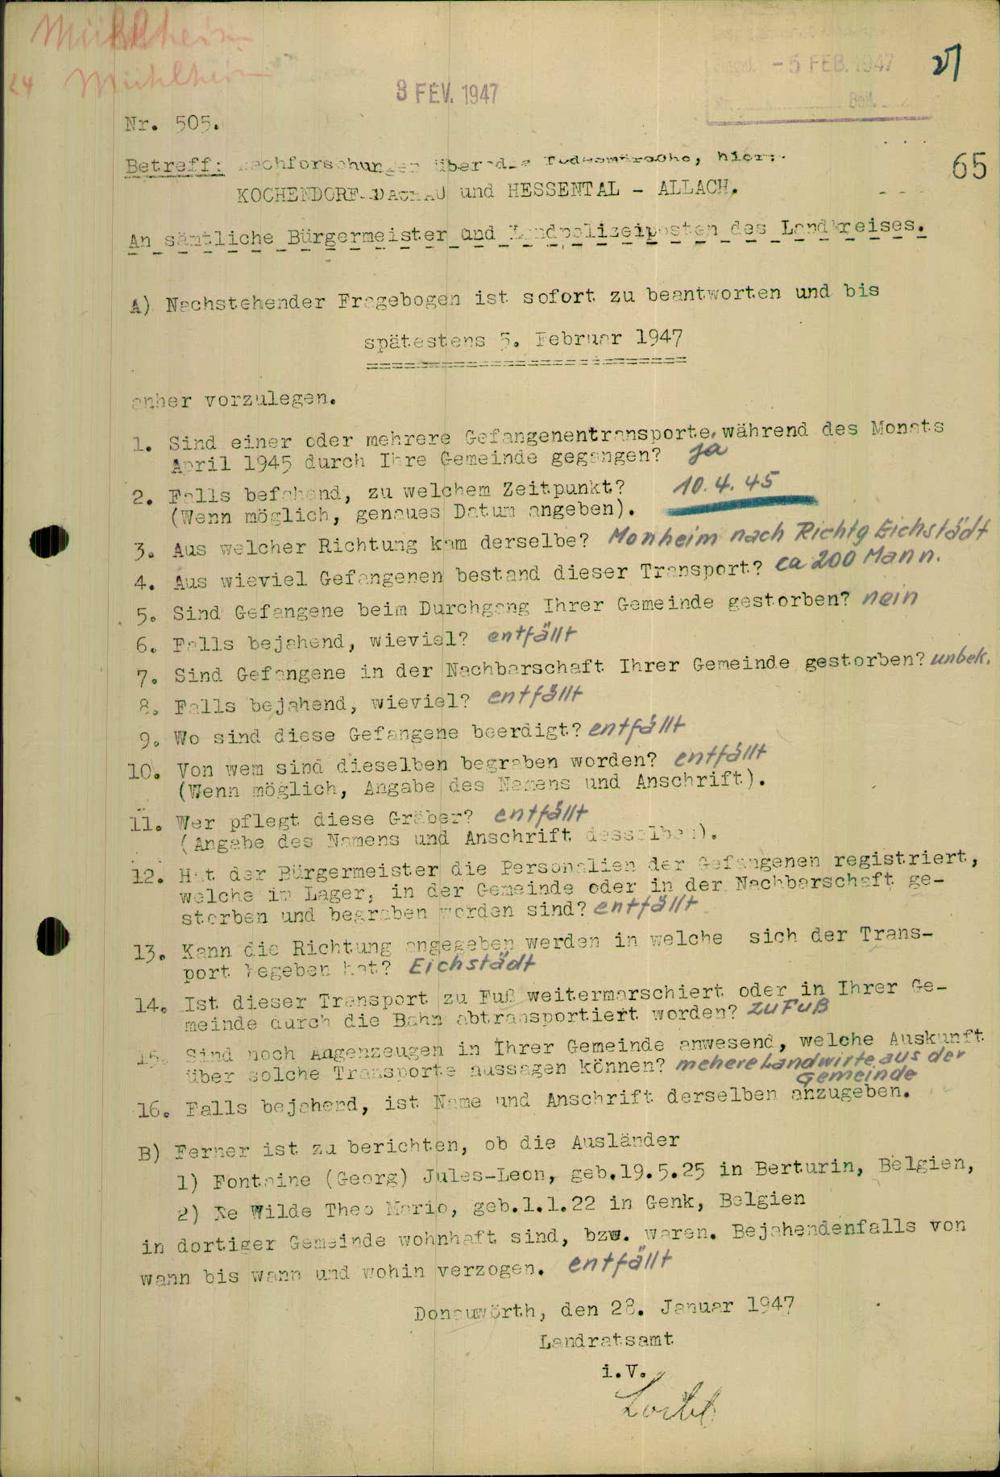 Mühlheim
24 Mühlheim
3 FEV. 1947
- 5 FEB. 1947
Beil.
Nr. 505.
65
Betreff: Nachforschungen über die Todesmärsche, hier:
KOCHENDORF-DACHAU und HESSENTAL - ALLACH.
An sämtliche Bürgermeister und Landpolizeiposten des Landkreises.
A) Nachstehender Fragebogen ist sofort zu beantworten und bis
spätestens 5. Februar 1947
anher vorzulegen.
1. Sind einer oder mehrere Gefangenentransporte, während des Monats
April 1945 durch Ihre Gemeinde gegangen? ja
2. Falls befahend, zu welchem Zeitpunkt? 10.4.45
(Wenn möglich, genaues Datum angeben).
3. Aus welcher Richtung kam derselbe? Monheim nach Richtg Eichstädt
4. Aus wieviel Gefangenen bestand dieser Transport? ca 200 Mann.
5. Sind Gefangene beim Durchgang Ihrer Gemeinde gestorben? nein
6. Falls bejahend, wieviel? entfällt
7. Sind Gefangene in der Nachbarschaft Ihrer Gemeinde gestorben? unbek.
8. Falls bejahend, wieviel? entfällt
9. Wo sind diese Gefangene beerdigt? entfällt
10. Von wem sind dieselben begraben worden? entfällt
(Wenn möglich, Angabe des Namens und Anschrift).
11. Wer pflegt diese Gräber? entfällt
(Angabe des Namens und Anschrift desselben).
12. Hat der Bürgermeister die Personalien der Gefangenen registriert,
welche im Lager, in der Gemeinde oder in der Nachbarschaft ge-
storben und begraben worden sind? entfällt
13. Kann die Richtung angegeben werden in welche sich der Trans-
port begeben hat? Eichstädt
14. Ist dieser Transport zu Fuß weitermarschiert oder in Ihrer Ge-
meinde durch die Bahn abtransportiert worden? zu Fuß
15. Sind noch Augenzeugen in Ihrer Gemeinde anwesend, welche Auskunft
über solche Transporte aussagen können? mehere Landwirte aus der
Gemeinde
16. Falls bejahend, ist Name und Anschrift derselben anzugeben.
B) Ferner ist zu berichten, ob die Ausländer
1) Fontaine (Georg) Jules-Leon, geb.19.5.25 in Berturin, Belgien,
2) De Wilde Theo Mario, geb.1.1.22 in Genk, Belgien
in dortiger Gemeinde wohnhaft sind, bzw. waren. Bejahendenfalls von
wann bis wann und wohin verzogen. entfällt
Donauwörth, den 28. Januar 1947
Landratsamt
i.V.
Loibl